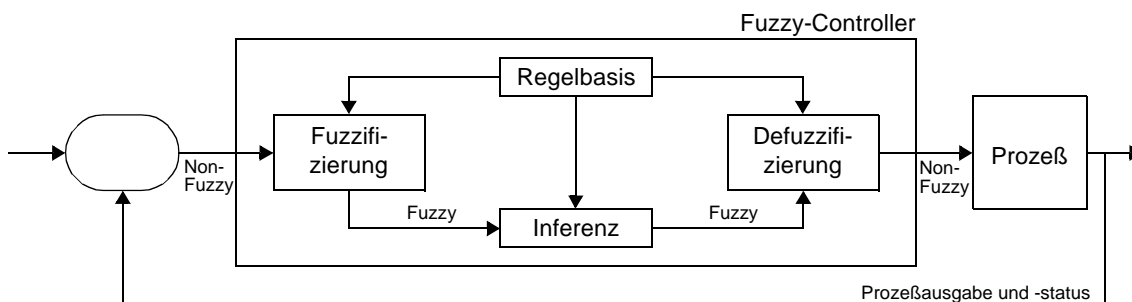 Fuzzy-Controller
Regelbasis
Fuzzifi-
zierung
Defuzzifi-
zierung
Prozeß
Non-
Fuzzy
Non-
Fuzzy
Fuzzy
Inferenz
Fuzzy
Prozeßausgabe und -status